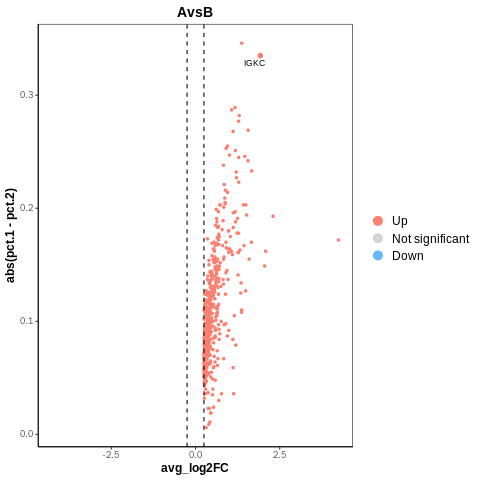 AvsB
IGKC
0.3
0.2
0.1
0.0
abs(pct.1 - pct.2)
-2.5
0.0
2.5
avg_log2FC
Up
Not significant
Down